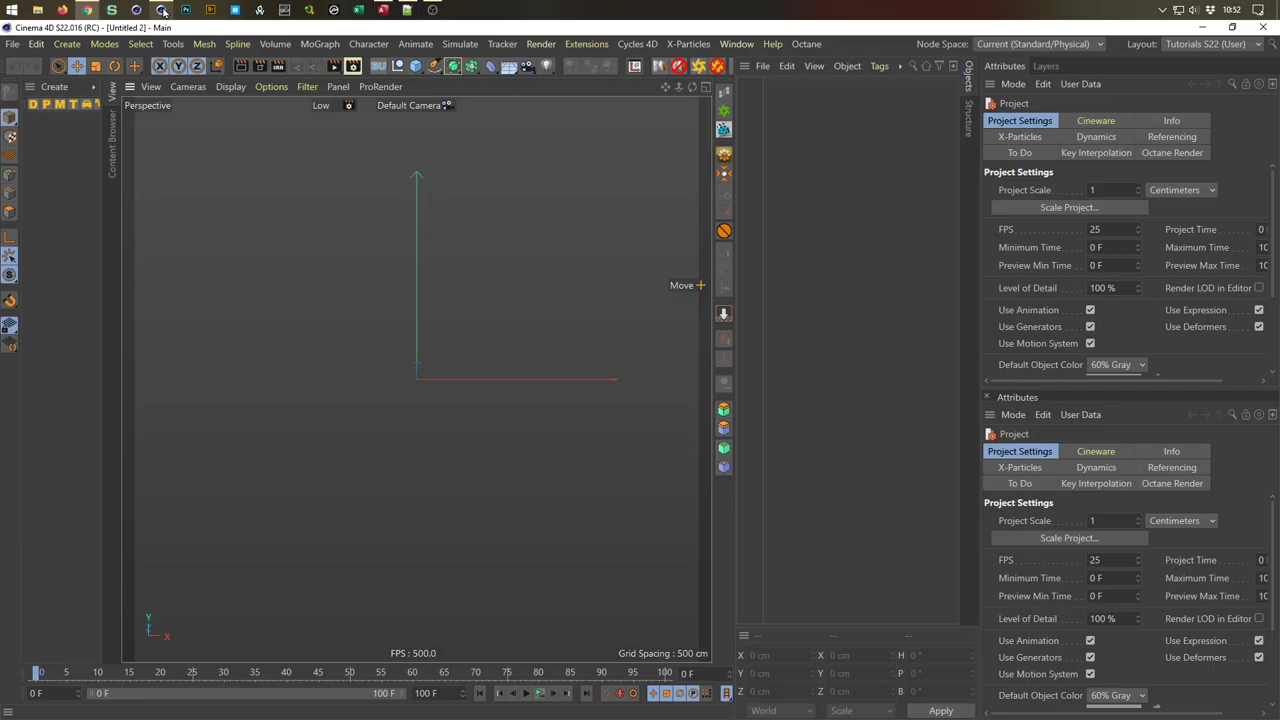 10:52
Cinema 4D S22.016 (RC) - [Untitled 2] - Main
File Edit Create Modes Select Tools Mesh Spline Volume MoGraph Character Animate Simulate Tracker Render Extensions Cycles 4D X-Particles Window Help Octane Node Space: Current (Standard/Physical) Layout: Tutorials S22 (User)
X Y Z
Create
D P M T
View
Content Browser
View Cameras Display Options Filter Panel ProRender
Perspective Low Default Camera
Move
Y
Z
X
FPS : 500.0 Grid Spacing : 500 cm
File Edit View Object Tags
Objects
Structure
Attributes Layers
Mode Edit User Data
Project
Project Settings Cineware Info
X-Particles Dynamics Referencing
To Do Key Interpolation Octane Render
Project Settings
Project Scale 1 Centimeters
Scale Project...
FPS 25 Project Time 0
Minimum Time 0 F Maximum Time 10
Preview Min Time 0 F Preview Max Time 10
Level of Detail 100 % Render LOD in Editor
Use Animation Use Expression
Use Generators Use Deformers
Use Motion System
Default Object Color 60% Gray
Attributes
Mode Edit User Data
Project
Project Settings Cineware Info
X-Particles Dynamics Referencing
To Do Key Interpolation Octane Render
Project Settings
Project Scale 1 Centimeters
Scale Project...
FPS 25 Project Time 0
Minimum Time 0 F Maximum Time 10
Preview Min Time 0 F Preview Max Time 10
Level of Detail 100 % Render LOD in Editor
Use Animation Use Expression
Use Generators Use Deformers
Use Motion System
Default Object Color 60% Gray
-- -- --
X 0 cm X 0 cm H 0 °
Y 0 cm Y 0 cm P 0 °
Z 0 cm Z 0 cm B 0 °
World Scale Apply
0 5 10 15 20 25 30 35 40 45 50 55 60 65 70 75 80 85 90 95 100 0 F
0 F 0 F 100 F 100 F